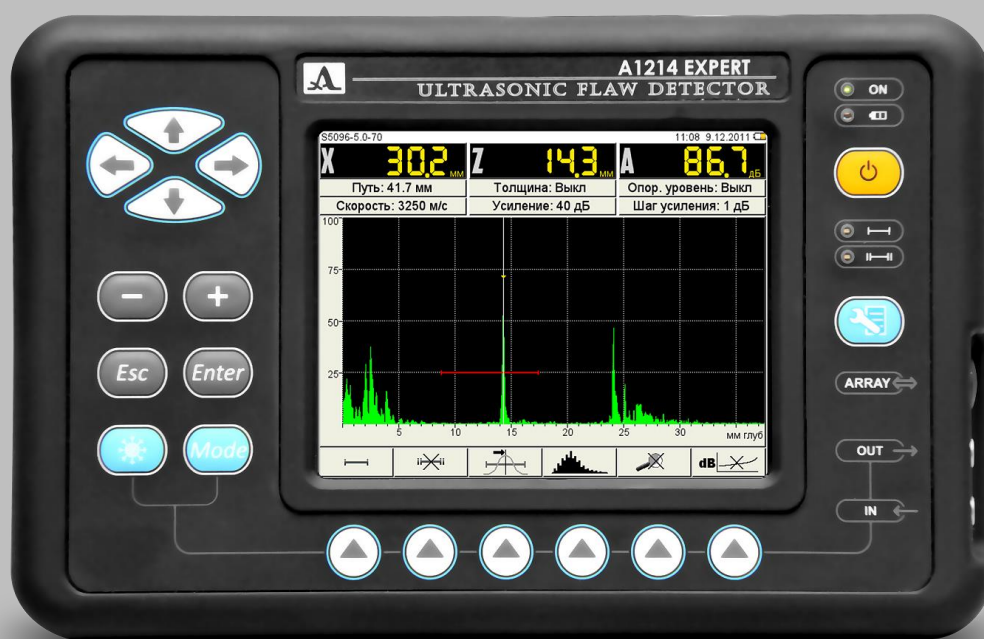 A1214 EXPERT
ULTRASONIC FLAW DETECTOR
S5096-5.0-70 11:08 9.12.2011
X 30.2 мм Z 14.3 мм A 86.7 дБ
Путь: 41.7 мм Толщина: Выкл Опор. уровень: Выкл
Скорость: 3250 м/с Усиление: 40 дБ Шаг усиления: 1 дБ
100
75
50
25
5 10 15 20 25 30 мм глуб
dB
ON
ARRAY
OUT
IN
- +
Esc Enter
Mode